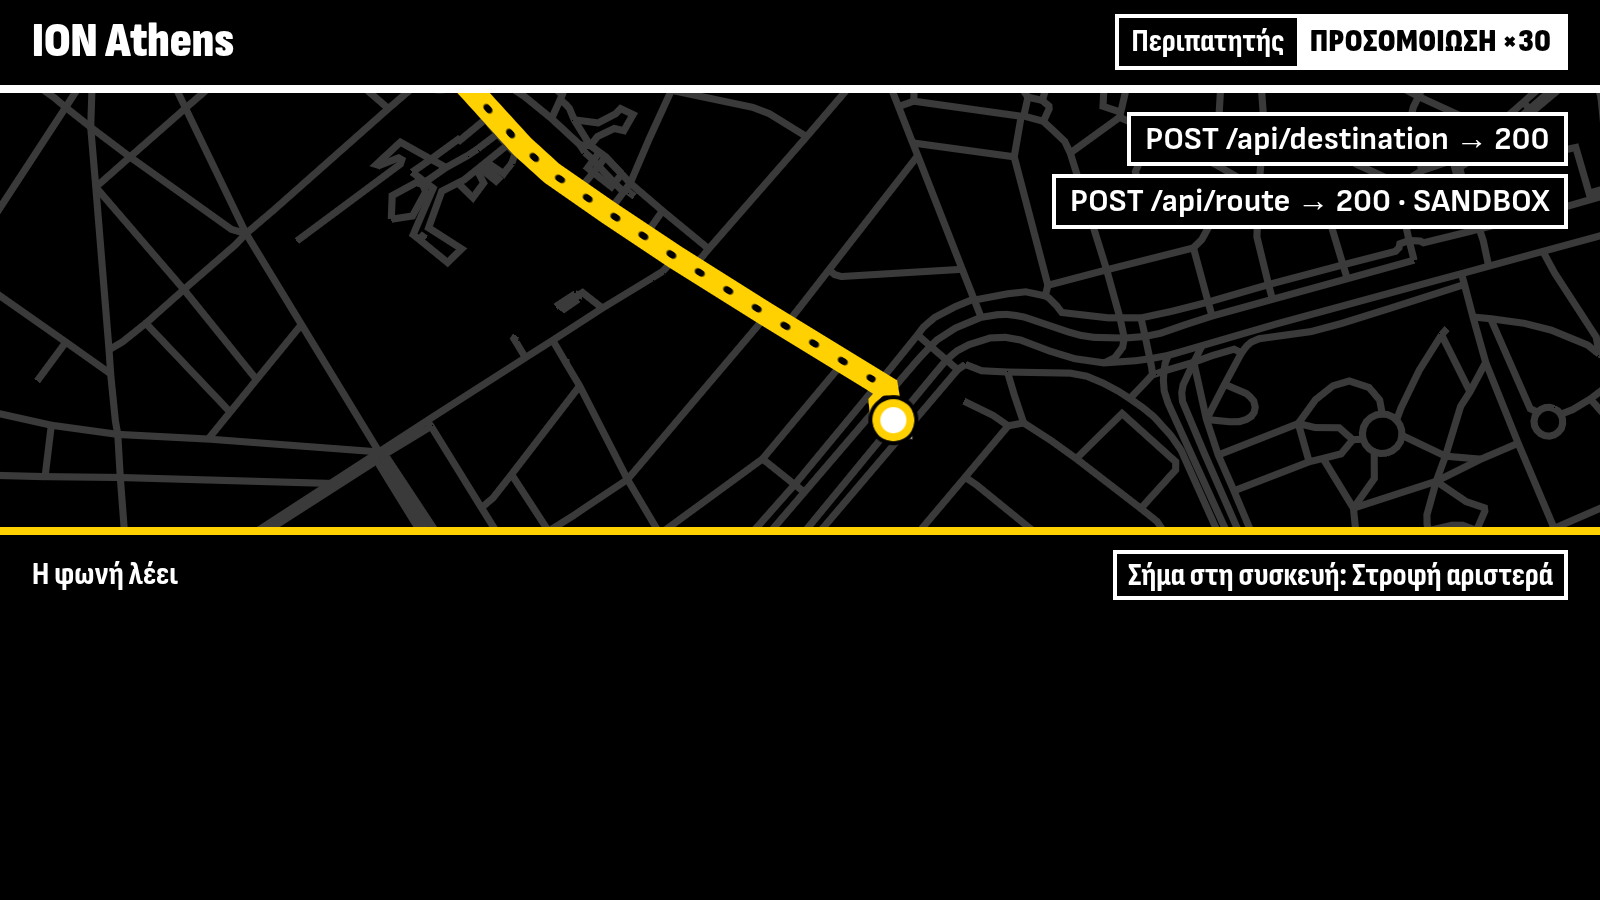 ION Athens
Περιπατητής
ΠΡΟΣΟΜΟΙΩΣΗ ×30
POST /api/destination → 200
POST /api/route → 200 · SANDBOX
Η φωνή λέει
Σήμα στη συσκευή: Στροφή αριστερά